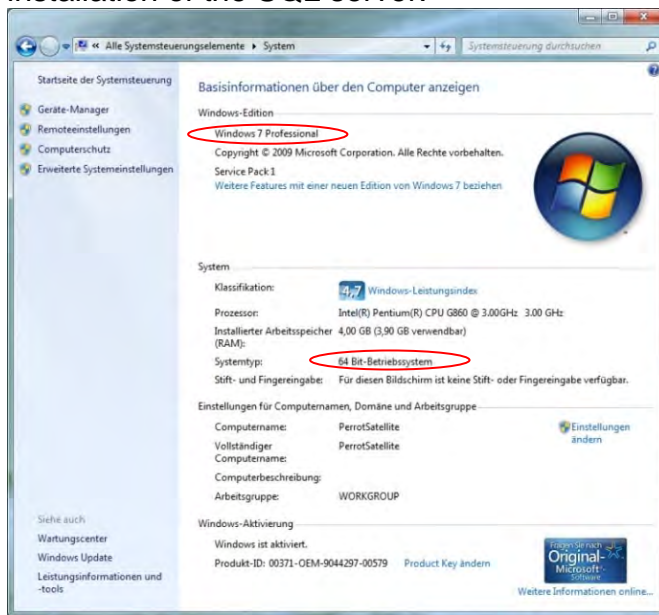 installation of the SQL server.
Alle Systemsteuerungselemente ▸ System
Systemsteuerung durchsuchen
Startseite der Systemsteuerung
Geräte-Manager
Remoteeinstellungen
Computerschutz
Erweiterte Systemeinstellungen
Basisinformationen über den Computer anzeigen
Windows-Edition
Windows 7 Professional
Copyright © 2009 Microsoft Corporation. Alle Rechte vorbehalten.
Service Pack 1
Weitere Features mit einer neuen Edition von Windows 7 beziehen
System
Klassifikation: 4,7 Windows-Leistungsindex
Prozessor: Intel(R) Pentium(R) CPU G860 @ 3.00GHz 3.00 GHz
Installierter Arbeitsspeicher 4,00 GB (3,90 GB verwendbar)
(RAM):
Systemtyp: 64 Bit-Betriebssystem
Stift- und Fingereingabe: Für diesen Bildschirm ist keine Stift- oder Fingereingabe verfügbar.
Einstellungen für Computernamen, Domäne und Arbeitsgruppe
Computername: PerrotSatellite
Einstellungen
ändern
Vollständiger PerrotSatellite
Computername:
Computerbeschreibung:
Arbeitsgruppe: WORKGROUP
Windows-Aktivierung
Windows ist aktiviert.
Produkt-ID: 00371-OEM-9044297-00579 Product Key ändern
Folgen Sie nach
Original-
Microsoft®-
Software
Weitere Informationen online...
Siehe auch
Wartungscenter
Windows Update
Leistungsinformationen und
-tools